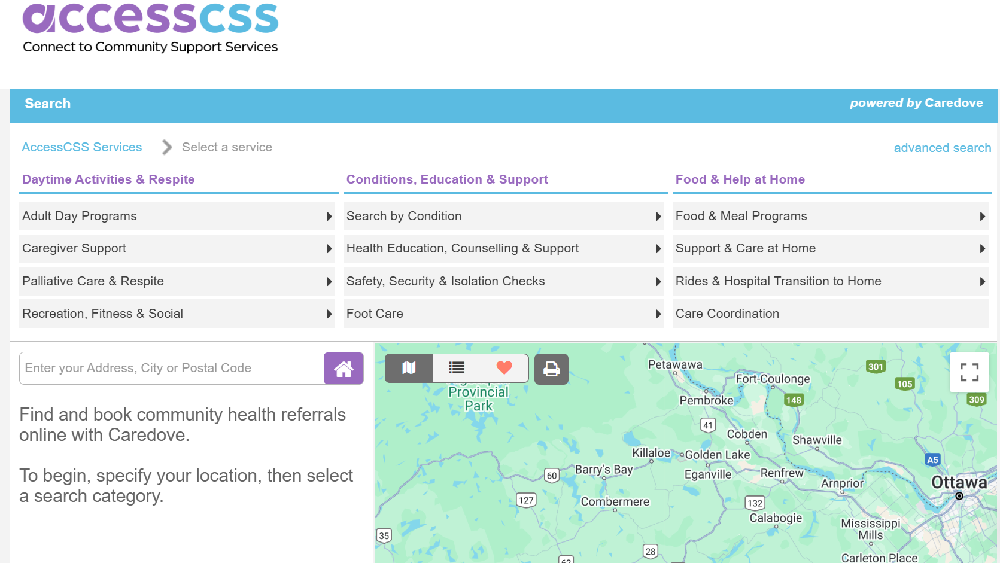 accesscss
Connect to Community Support Services
Search
powered by Caredove
AccessCSS Services
Select a service
advanced search
Daytime Activities & Respite
Conditions, Education & Support
Food & Help at Home
Adult Day Programs
Search by Condition
Food & Meal Programs
Caregiver Support
Health Education, Counselling & Support
Support & Care at Home
Palliative Care & Respite
Safety, Security & Isolation Checks
Rides & Hospital Transition to Home
Recreation, Fitness & Social
Foot Care
Care Coordination
Enter your Address, City or Postal Code
Find and book community health referrals
online with Caredove.
To begin, specify your location, then select
a search category.
Provincial
Park
Petawawa
301
Fort-Coulonge
105
Pembroke
148
309
41
Cobden
Shawville
Killaloe
Golden Lake
A5
Barry's Bay
60
Eganville
Renfrew
Arnprior
Ottawa
127
Combermere
132
Calabogie
Mississippi
Mills
35
28
Carleton Place
62